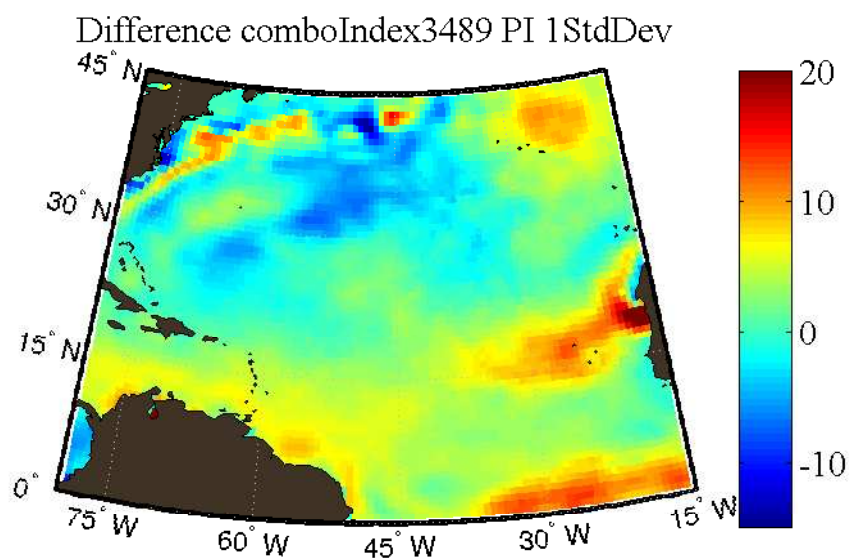 Difference comboIndex3489 PI 1StdDev
45° N
30° N
15° N
0°
75° W
60° W
45° W
30° W
15° W
20
10
0
-10